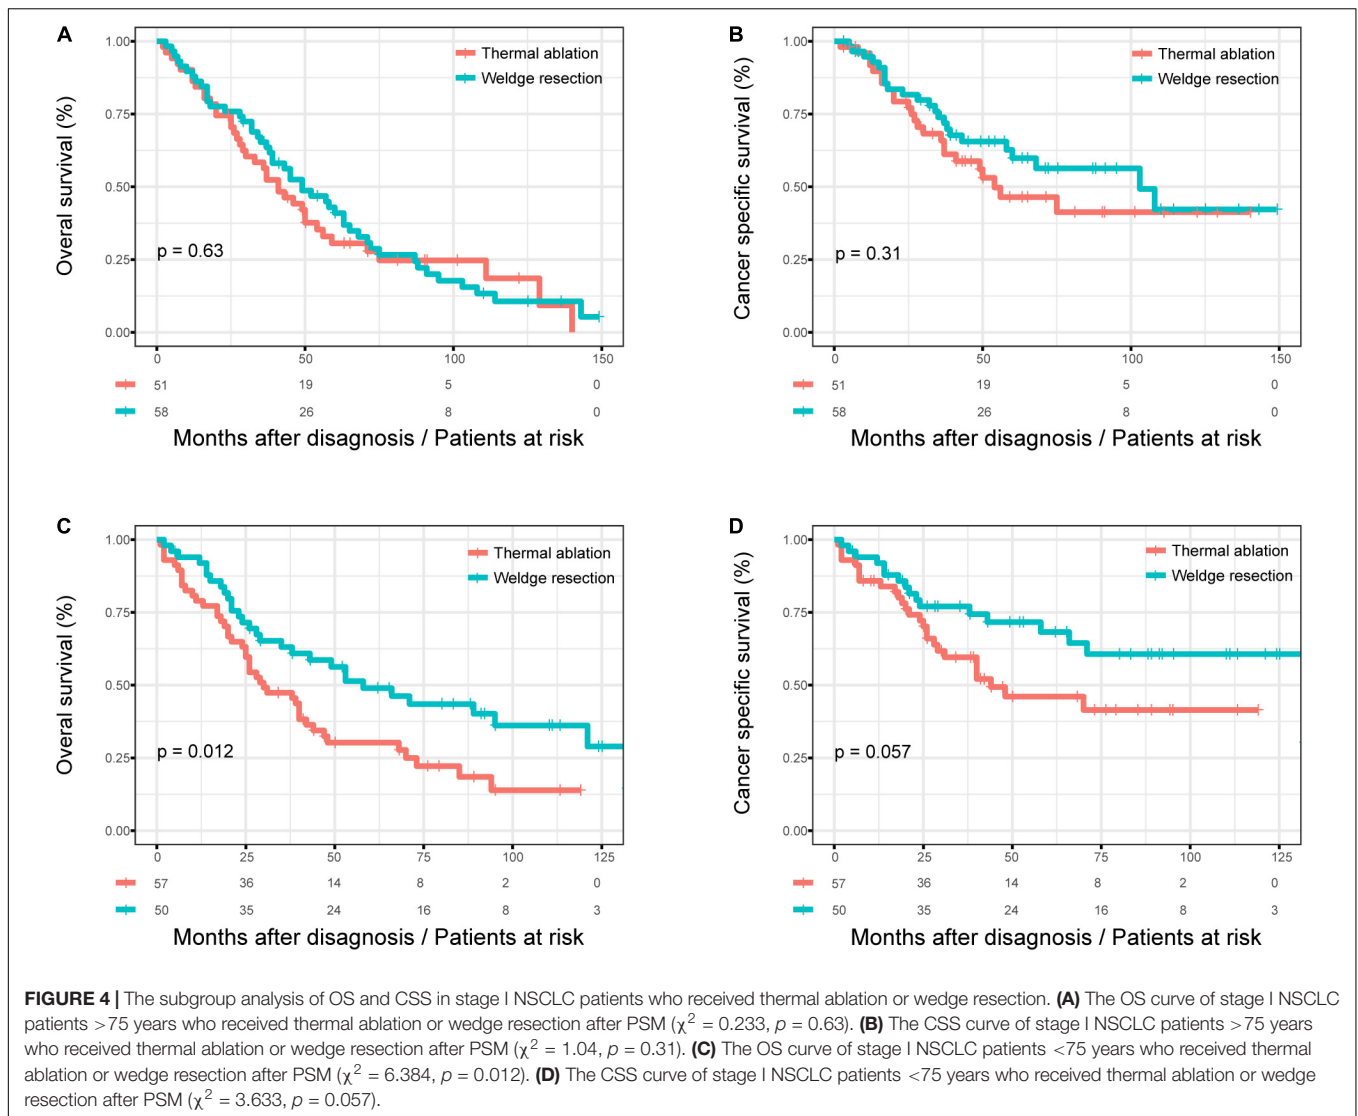 A
Overal survival (%)
1.00
0.75
0.50
0.25
0.00
Thermal ablation
Weldge resection
p = 0.63
0 50 100 150
51 19 5 0
58 26 8 0
Months after disagnosis / Patients at risk
B
Cancer specific survival (%)
1.00
0.75
0.50
0.25
0.00
Thermal ablation
Weldge resection
p = 0.31
0 50 100 150
51 19 5 0
58 26 8 0
Months after disagnosis / Patients at risk
C
Overal survival (%)
1.00
0.75
0.50
0.25
0.00
Thermal ablation
Weldge resection
p = 0.012
0 25 50 75 100 125
57 36 14 8 2 0
50 35 24 16 8 3
Months after disagnosis / Patients at risk
D
Cancer specific survival (%)
1.00
0.75
0.50
0.25
0.00
Thermal ablation
Weldge resection
p = 0.057
0 25 50 75 100 125
57 36 14 8 2 0
50 35 24 16 8 3
Months after disagnosis / Patients at risk
FIGURE 4 | The subgroup analysis of OS and CSS in stage I NSCLC patients who received thermal ablation or wedge resection. (A) The OS curve of stage I NSCLC
patients >75 years who received thermal ablation or wedge resection after PSM (χ² = 0.233, p = 0.63). (B) The CSS curve of stage I NSCLC patients >75 years
who received thermal ablation or wedge resection after PSM (χ² = 1.04, p = 0.31). (C) The OS curve of stage I NSCLC patients <75 years who received thermal
ablation or wedge resection after PSM (χ² = 6.384, p = 0.012). (D) The CSS curve of stage I NSCLC patients <75 years who received thermal ablation or wedge
resection after PSM (χ² = 3.633, p = 0.057).